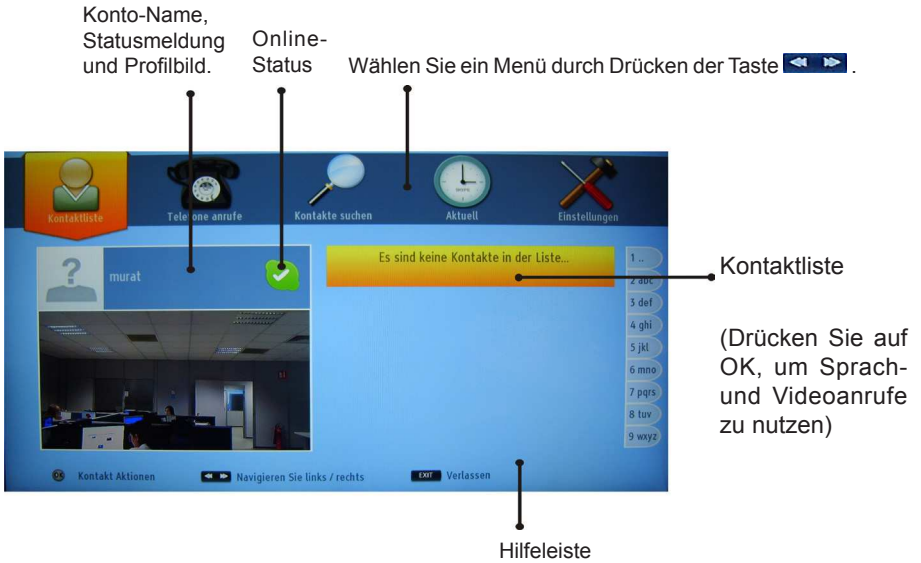 Konto-Name,
Statusmeldung
und Profilbild.
Online-
Status
Wählen Sie ein Menü durch Drücken der Taste .
Kontaktliste
Telefone anrufe
Kontakte suchen
Aktuell
Einstellungen
murat
Es sind keine Kontakte in der Liste...
1 ..
2 abc
3 def
4 ghi
5 jkl
6 mno
7 pqrs
8 tuv
9 wxyz
OK Kontakt Aktionen
Navigieren Sie links / rechts
EXIT Verlassen
Kontaktliste
(Drücken Sie auf
OK, um Sprach-
und Videoanrufe
zu nutzen)
Hilfeleiste